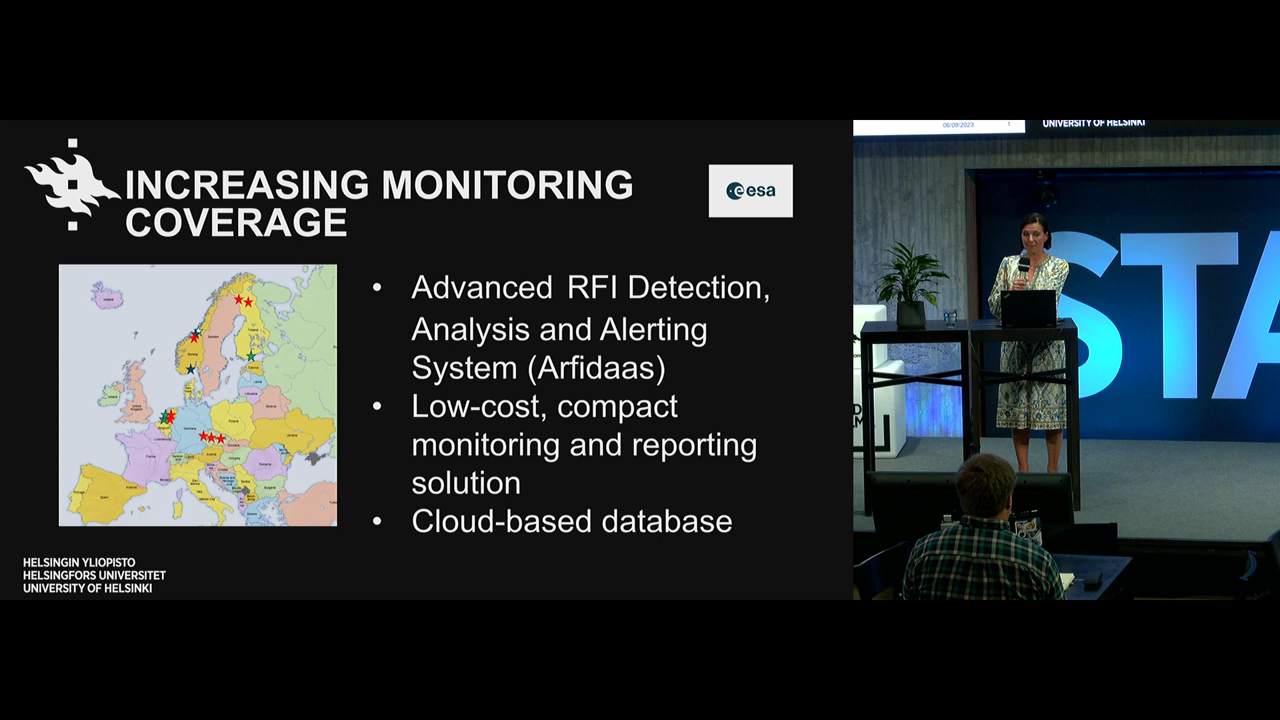 INCREASING MONITORING
COVERAGE
esa
• Advanced RFI Detection,
Analysis and Alerting
System (Arfidaas)
• Low-cost, compact
monitoring and reporting
solution
• Cloud-based database
HELSINGIN YLIOPISTO
HELSINGFORS UNIVERSITET
UNIVERSITY OF HELSINKI
06/09/2023 1
UNIVERSITY OF HELSINKI
STA